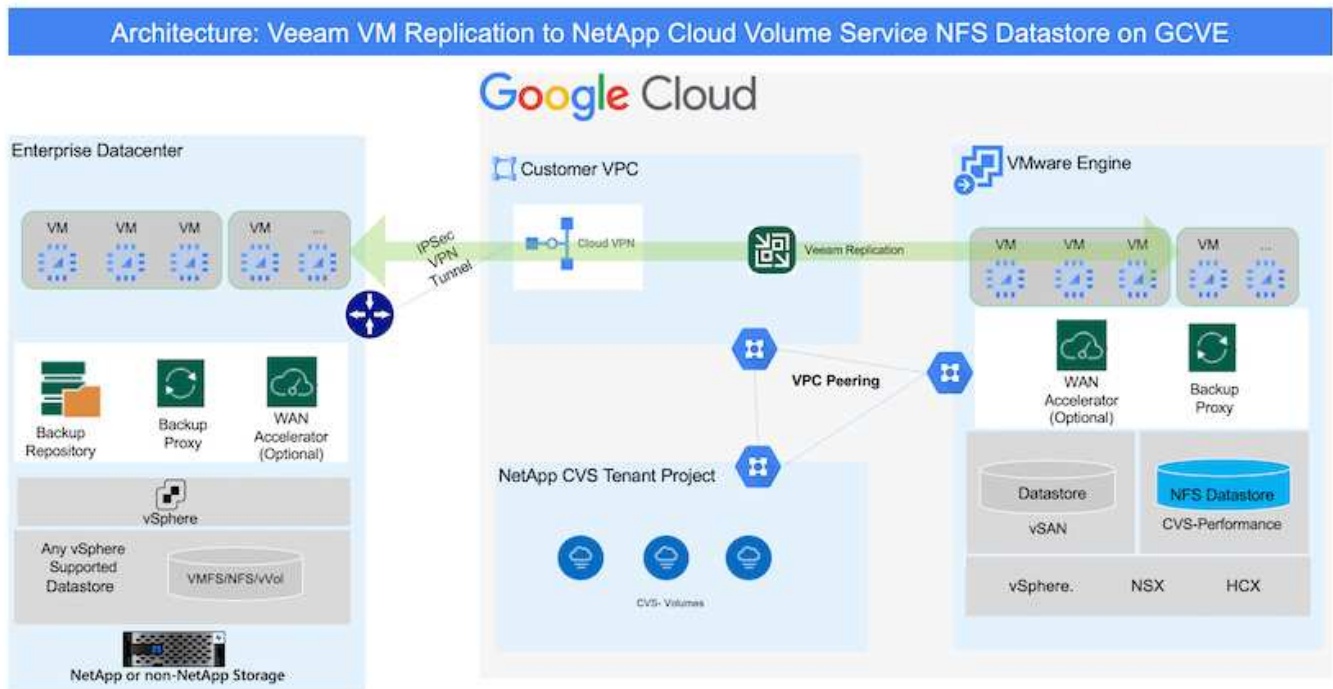 Architecture: Veeam VM Replication to NetApp Cloud Volume Service NFS Datastore on GCVE
Google Cloud
Enterprise Datacenter
VM VM VM VM ...
IPSec
VPN
Tunnel
Backup
Repository
Backup
Proxy
WAN
Accelerator
(Optional)
vSphere
Any vSphere
Supported
Datastore
VMFS/NFS/vVol
NetApp or non-NetApp Storage
Customer VPC
Cloud VPN
Veeam Replication
VPC Peering
NetApp CVS Tenant Project
CVS- Volumes
VMware Engine
VM VM VM VM ...
WAN
Accelerator
(Optional)
Backup
Proxy
Datastore
vSAN
NFS Datastore
CVS-Performance
vSphere. NSX HCX